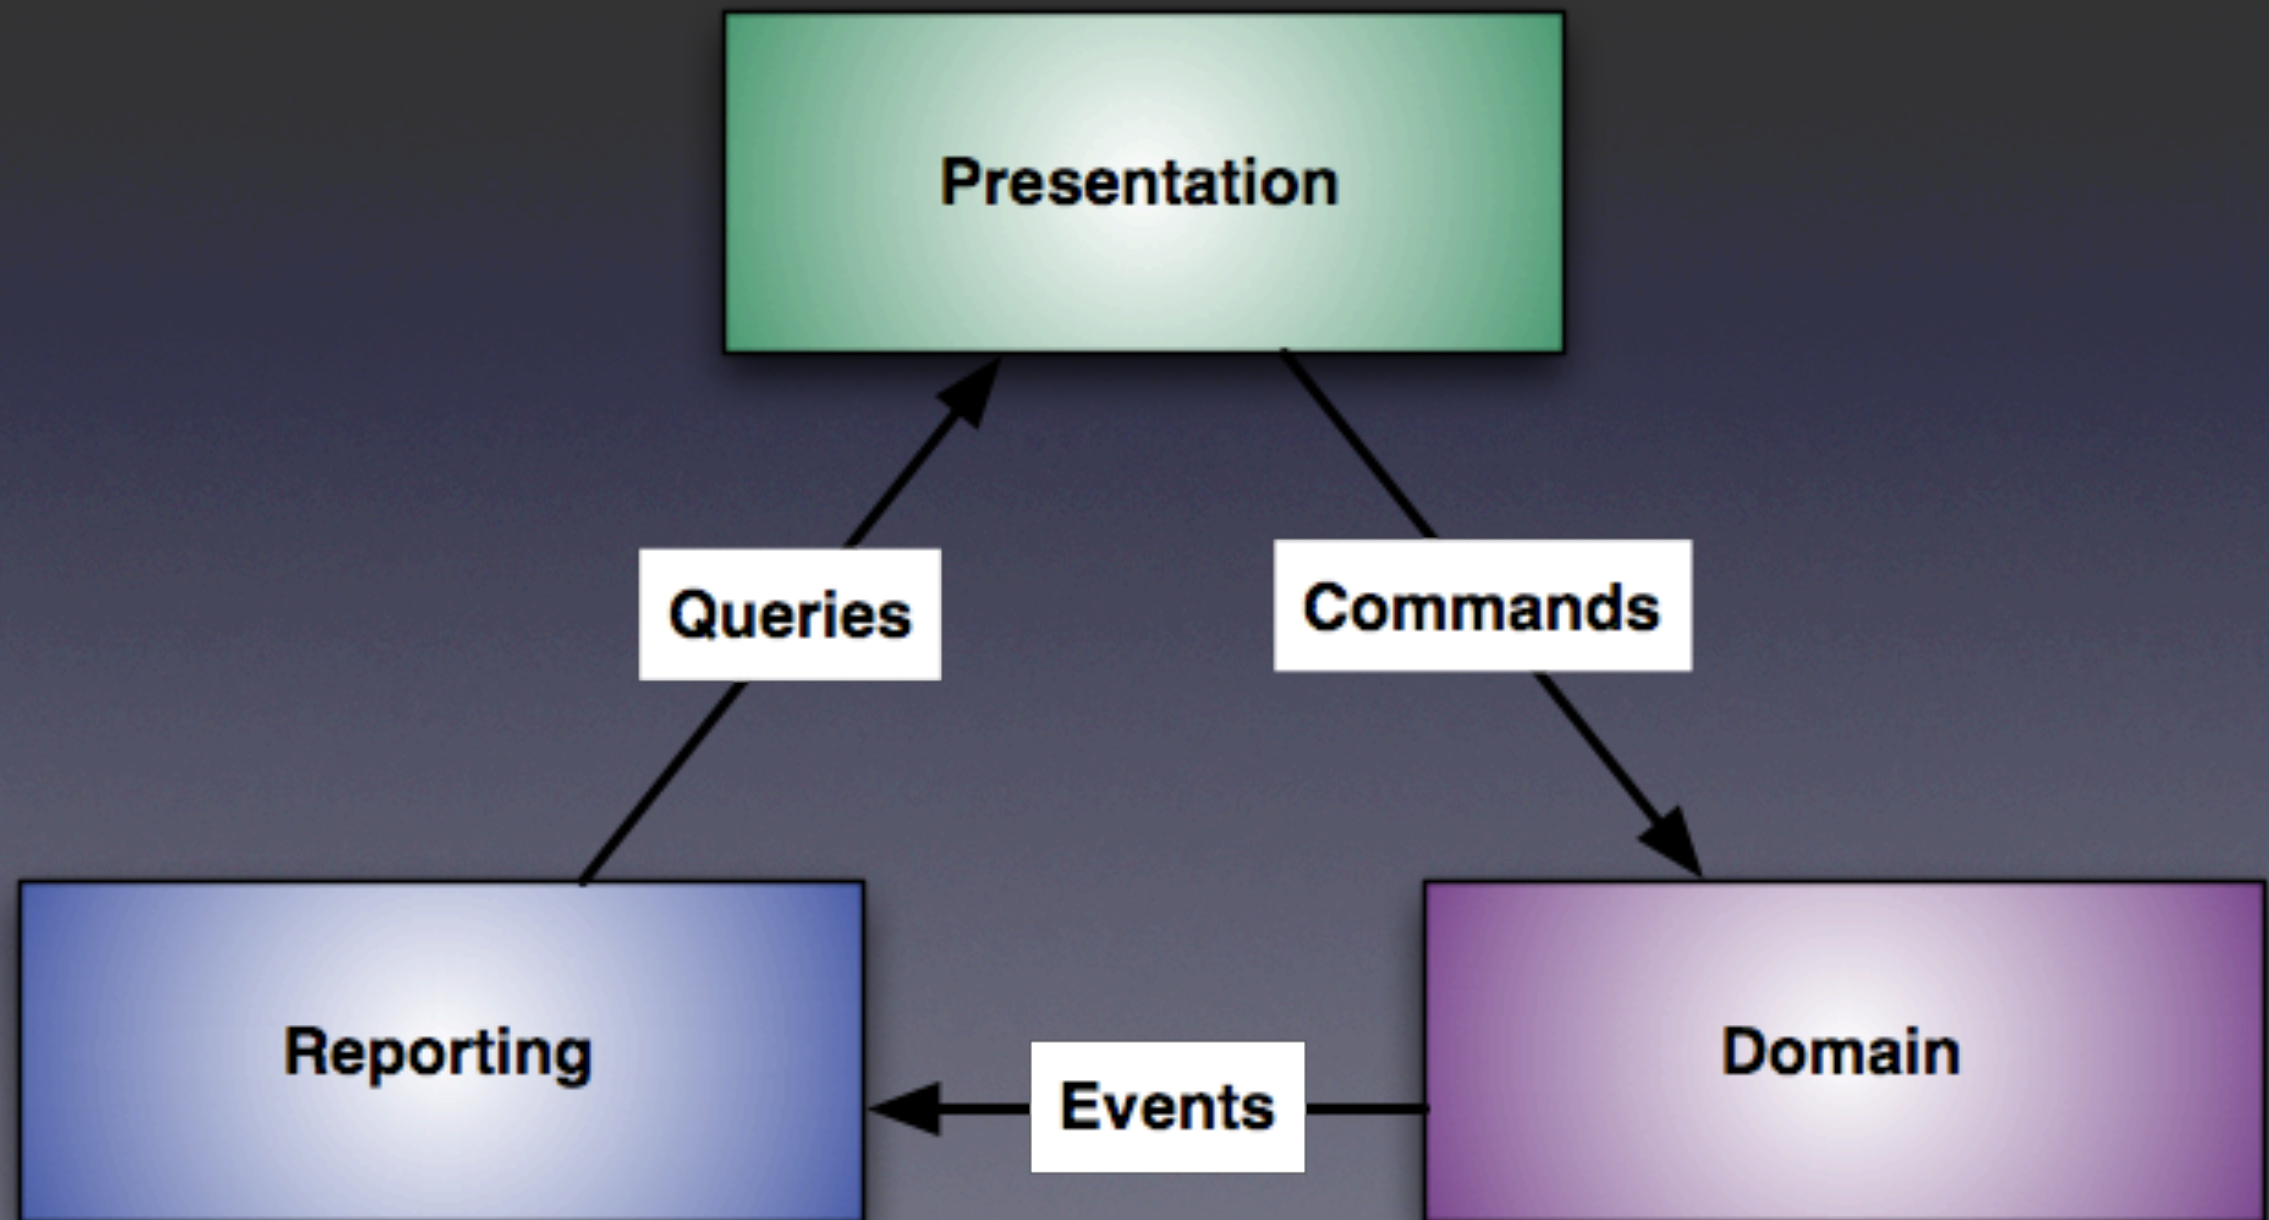 Presentation
Queries
Commands
Reporting
Events
Domain